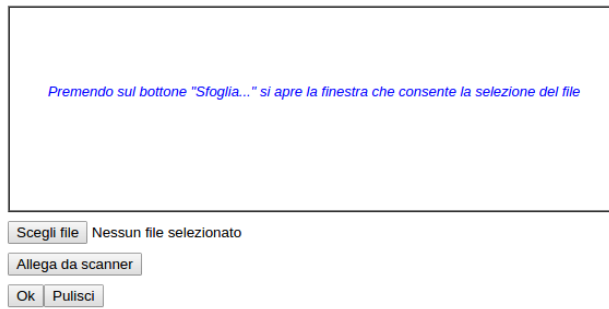 Premendo sul bottone "Sfoglia..." si apre la finestra che consente la selezione del file
Scegli file Nessun file selezionato
Allega da scanner
Ok Pulisci